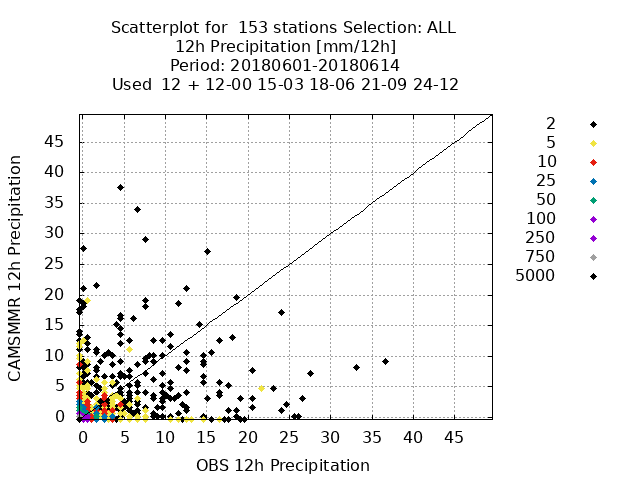 Scatterplot for  153 stations Selection: ALL
12h Precipitation [mm/12h]
Period: 20180601-20180614
Used  12 + 12-00 15-03 18-06 21-09 24-12
CAMSMMR 12h Precipitation
45
40
35
30
25
20
15
10
5
0
0 5 10 15 20 25 30 35 40 45
OBS 12h Precipitation
2
5
10
25
50
100
250
750
5000